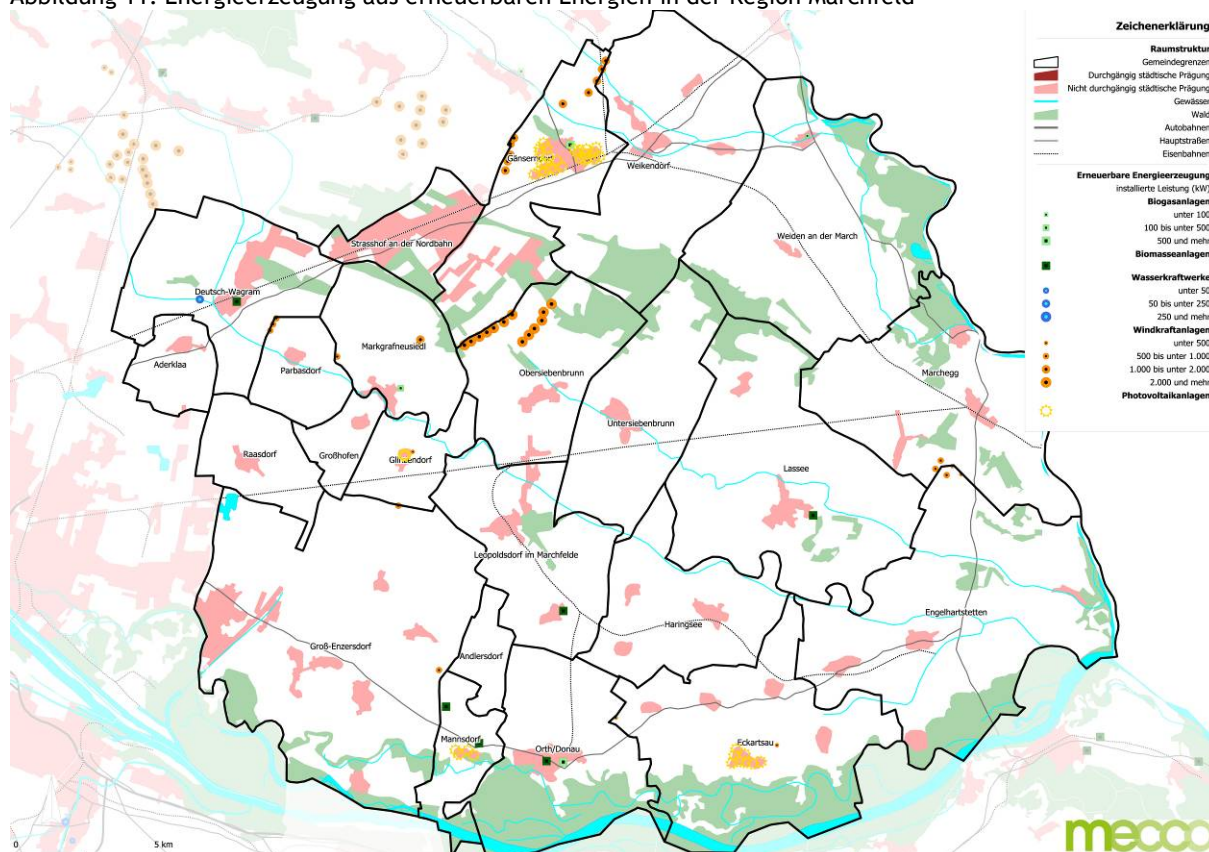 Abbildung 11: Energieerzeugung aus erneuerbaren Energien in der Region Marchfeld
Zeichenerklärung
Raumstruktur
Gemeindegrenzen
Durchgängig städtische Prägung
Nicht durchgängig städtische Prägung
Gewässer
Wald
Autobahnen
Hauptstraßen
Eisenbahnen
Erneuerbare Energieerzeugung
installierte Leistung (kW)
Biogasanlagen
unter 100
100 bis unter 500
500 und mehr
Biomasseanlagen
Wasserkraftwerke
unter 50
50 bis unter 250
250 und mehr
Windkraftanlagen
unter 500
500 bis unter 1.000
1.000 bis unter 2.000
2.000 und mehr
Photovoltaikanlagen
Weikendorf
Weiden an der March
Strasshof an der Nordbahn
Deutsch-Wagram
Markgrafneusiedl
Aderklaa
Parbasdorf
Obersiebenbrunn
Marchegg
Untersiebenbrunn
Raasdorf
Großhofen
Glinzendorf
Lassee
Leopoldsdorf im Marchfelde
Engelhartstetten
Haringsee
Groß-Enzersdorf
Andlersdorf
Mannsdorf
Orth/Donau
Eckartsau
0
5 km
mecca